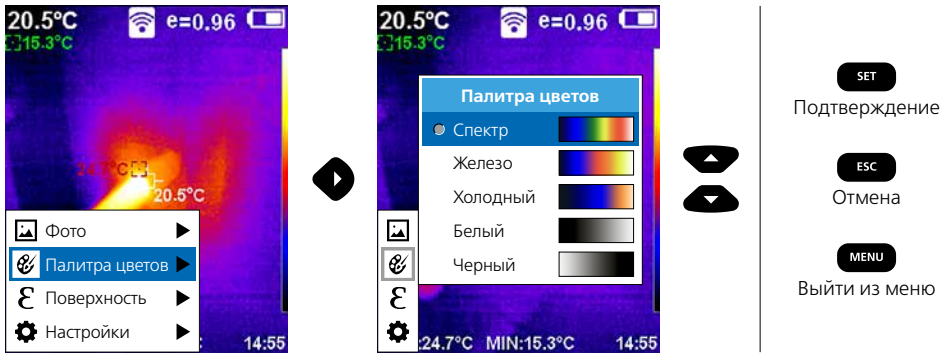 20.5°C e=0.96
15.3°C
24.7°C
20.5°C
Фото
Палитра цветов
Ɛ Поверхность
Настройки
14:55
20.5°C e=0.96
15.3°C
Палитра цветов
Спектр
Железо
Холодный
Белый
Черный
Ɛ
:24.7°C MIN:15.3°C 14:55
SET
Подтверждение
ESC
Отмена
MENU
Выйти из меню